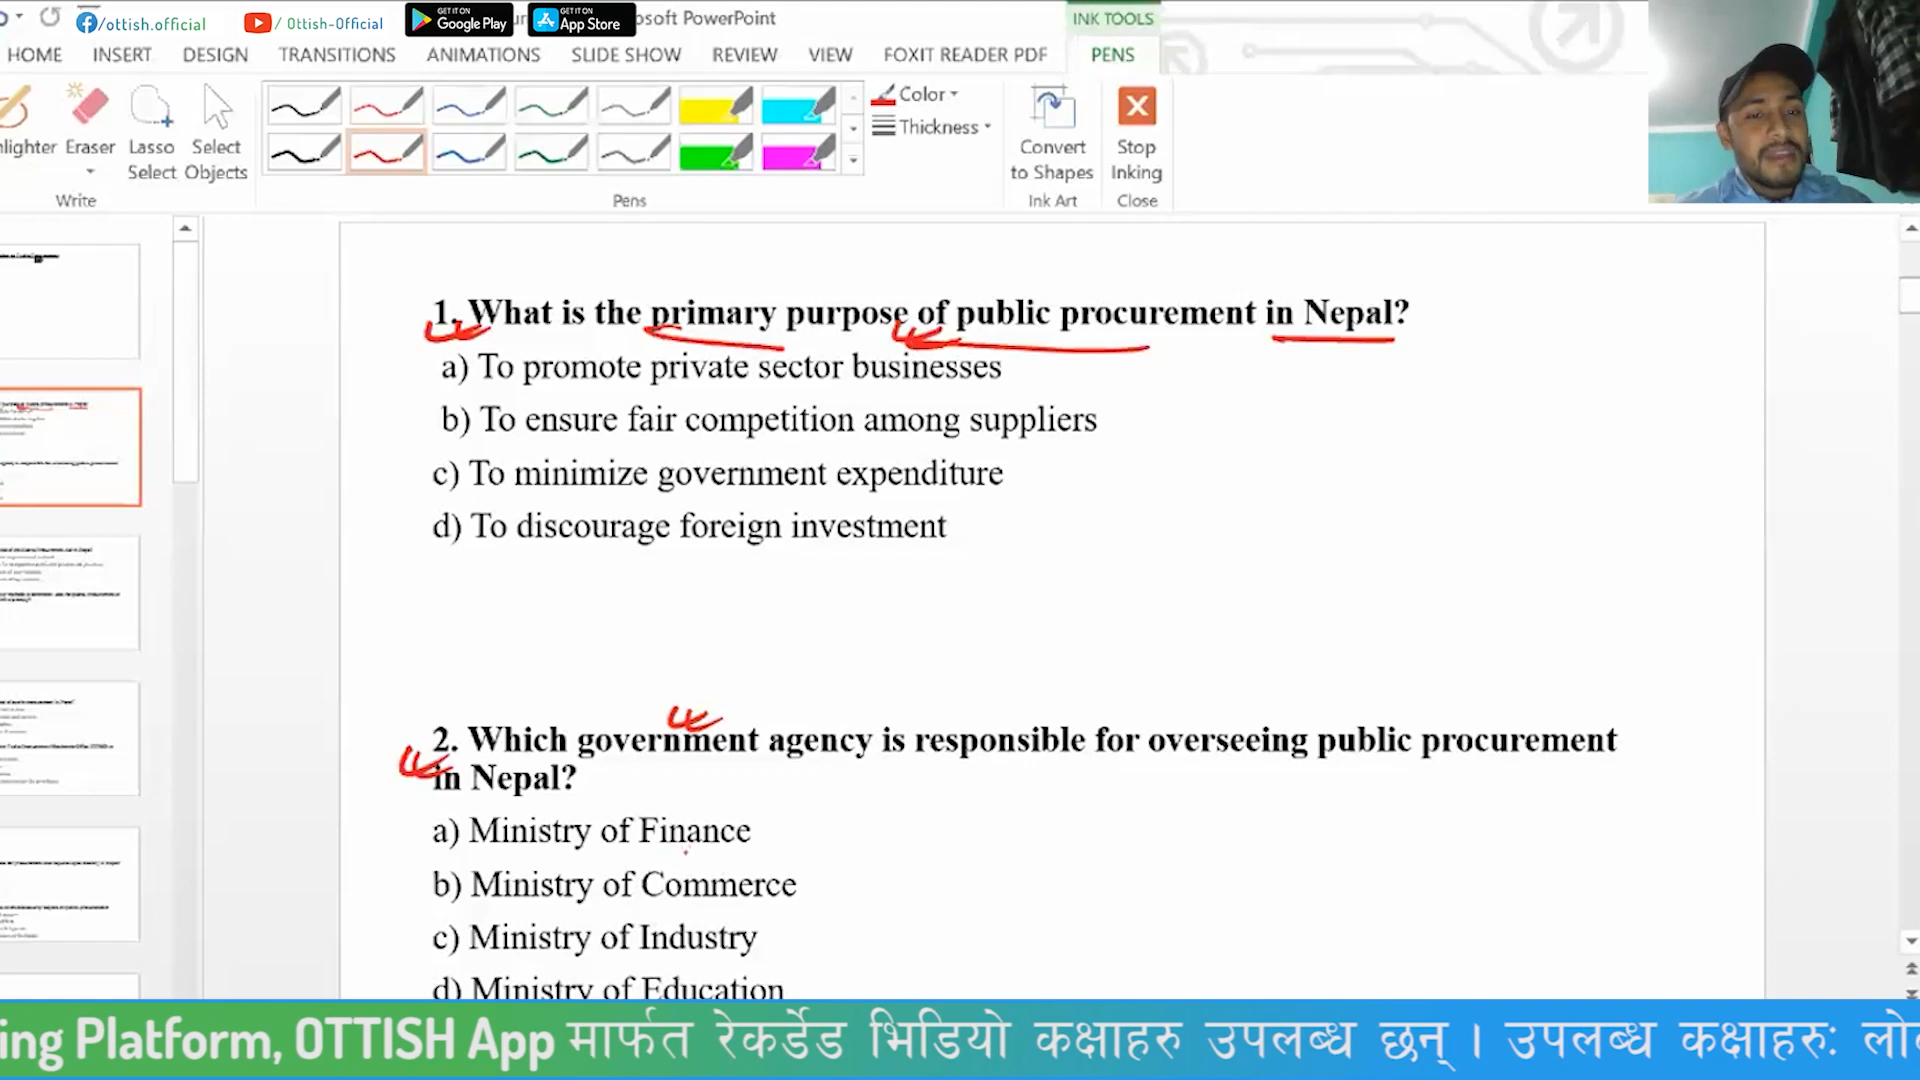 /ottish.official
/ Ottish-Official
GET IT ON
Google Play
GET IT ON
App Store
osoft PowerPoint
INK TOOLS
HOME INSERT DESIGN TRANSITIONS ANIMATIONS SLIDE SHOW REVIEW VIEW FOXIT READER PDF PENS
hlighter Eraser Lasso Select Select Objects
Color
Thickness
Convert to Shapes
Stop Inking
Write Pens Ink Art Close
1. What is the primary purpose of public procurement in Nepal?
a) To promote private sector businesses
b) To ensure fair competition among suppliers
c) To minimize government expenditure
d) To discourage foreign investment
2. Which government agency is responsible for overseeing public procurement
in Nepal?
a) Ministry of Finance
b) Ministry of Commerce
c) Ministry of Industry
d) Ministry of Education
ing Platform, OTTISH App मार्फत रेकर्डेड भिडियो कक्षाहरु उपलब्ध छन् । उपलब्ध कक्षाहरु: लो